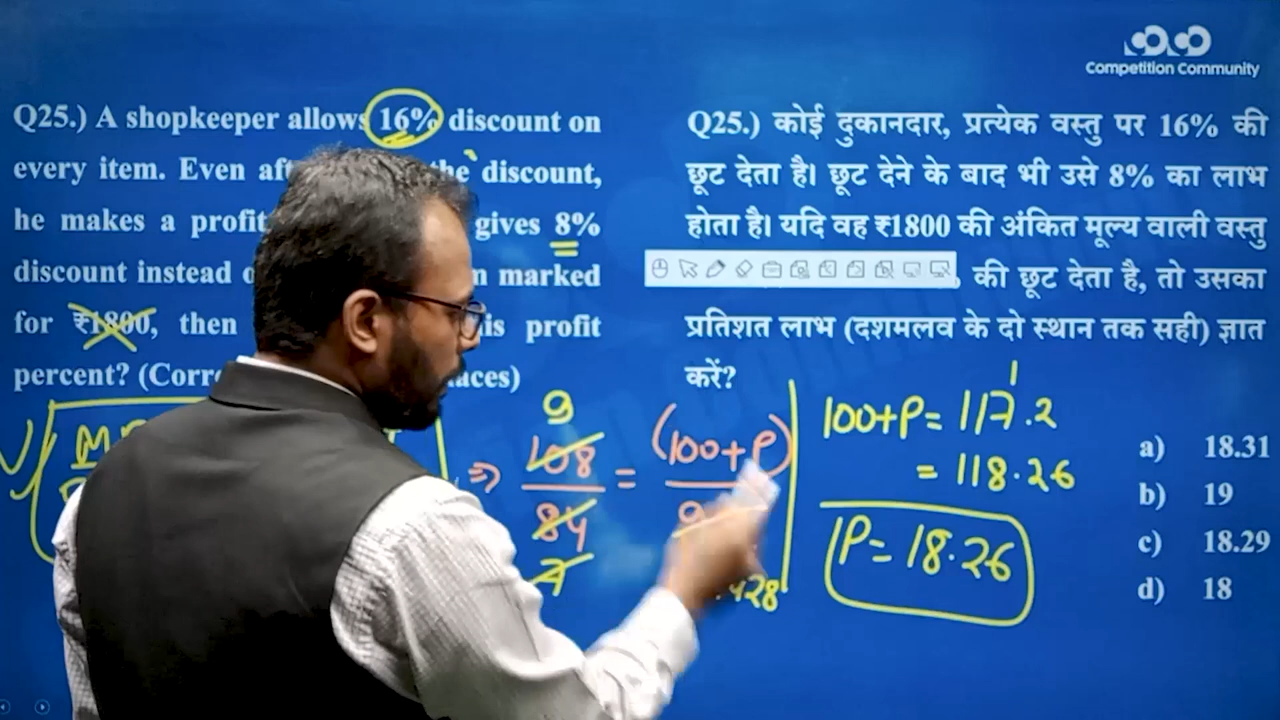 Competition Community
Q25.) A shopkeeper allows 16% discount on
every item. Even the discount,
he makes a profit gives 8%
discount instead marked
for ₹1800, then profit
percent?
Q25.) कोई दुकानदार, प्रत्येक वस्तु पर 16% की
छूट देता है। छूट देने के बाद भी उसे 8% का लाभ
होता है। यदि वह ₹1800 की अंकित मूल्य वाली वस्तु
की छूट देता है, तो उसका
प्रतिशत लाभ (दशमलव के दो स्थान तक सही) ज्ञात
करें?
9
⇒ 108 = (100+P)
84
7
100+P = 117.2
= 118.26
P = 18.26
a) 18.31
b) 19
c) 18.29
d) 18